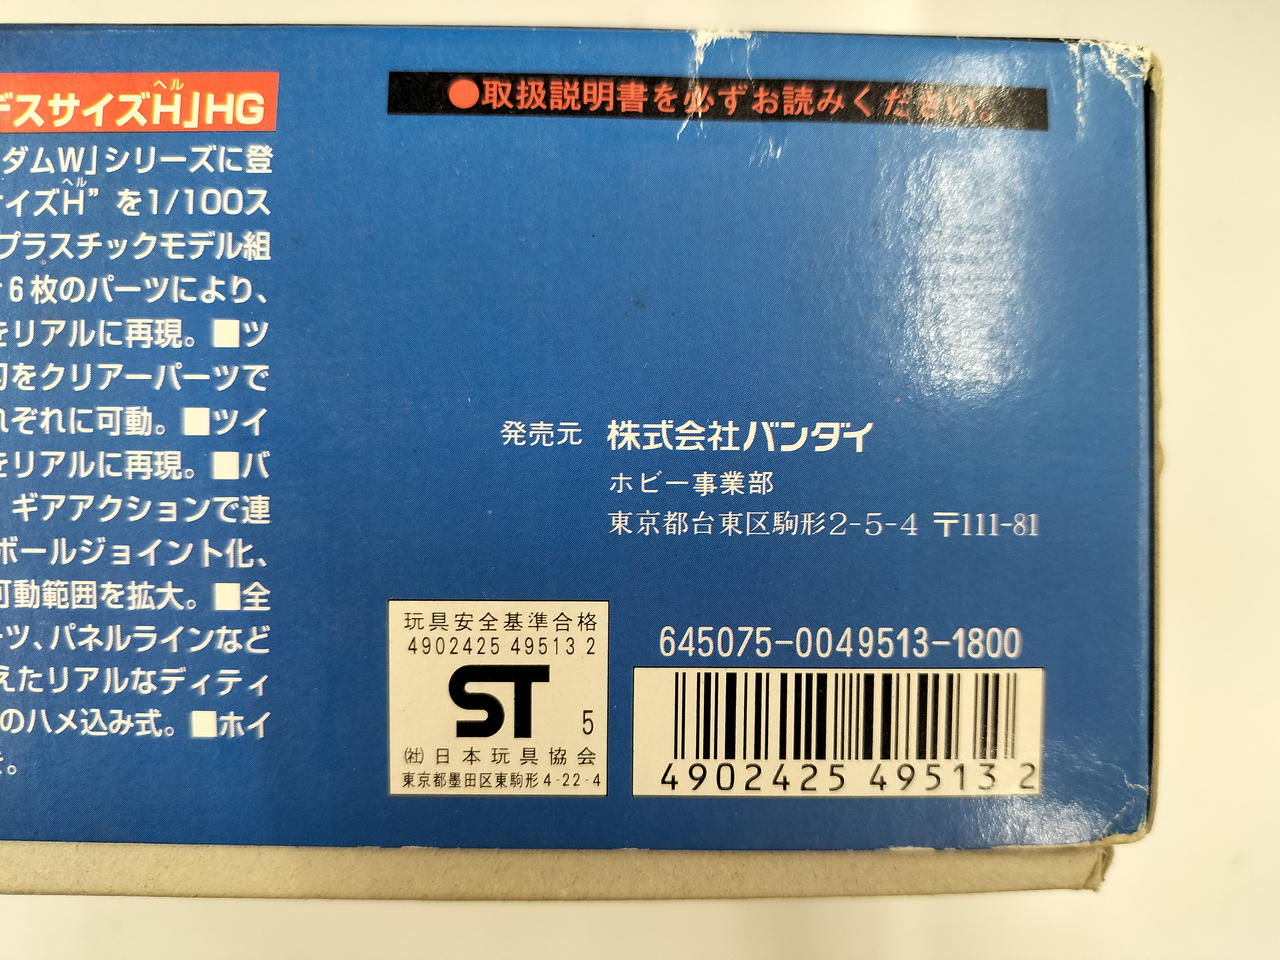 デスサイズH」HG
ヘル
ダムW」シリーズに登
ヘル
イズH”を1/100ス
プラスチックモデル組
6枚のパーツにより、
をリアルに再現。■ツ
をクリアーパーツで
れぞれに可動。■ツイ
をリアルに再現。■バ
ギアアクションで連
ボールジョイント化、
可動範囲を拡大。■全
ーツ、パネルラインなど
えたリアルなディティ
のハメ込み式。■ホイ
●取扱説明書を必ずお読みください。
発売元 株式会社バンダイ
ホビー事業部
東京都台東区駒形2-5-4 〒111-81
玩具安全基準合格
4902425 49513 2
ST 5
(社)日本玩具協会
東京都墨田区東駒形4-22-4
645075-0049513-1800
4902425 495132